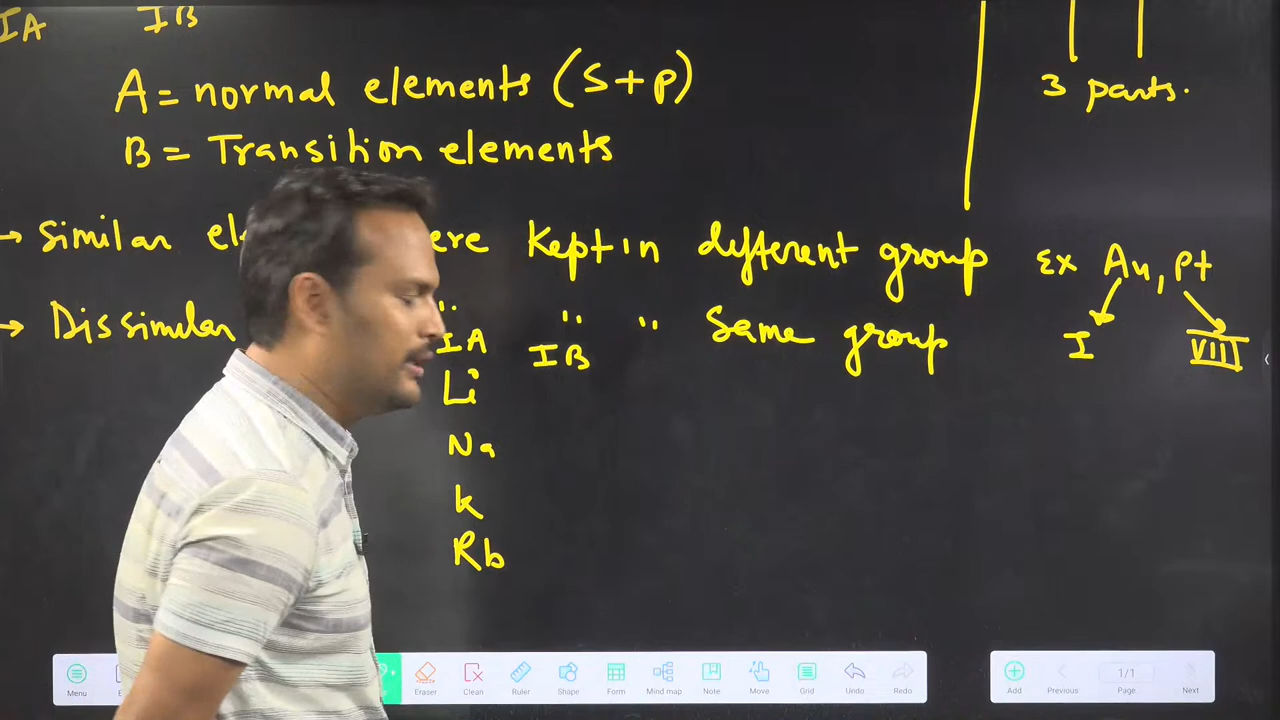 IA IB
3 parts.
A = normal elements (S+p)
B = Transition elements
→ Similar were Kept in different group Ex Au, Pt
I VIII
→ Dissimilar " " " Same group
IA IB
Li
Na
K
Rb
Menu Eraser Clean Ruler Shape Form Mind map Note Move Grid Undo Redo
Add Previous 1/1 Page Next